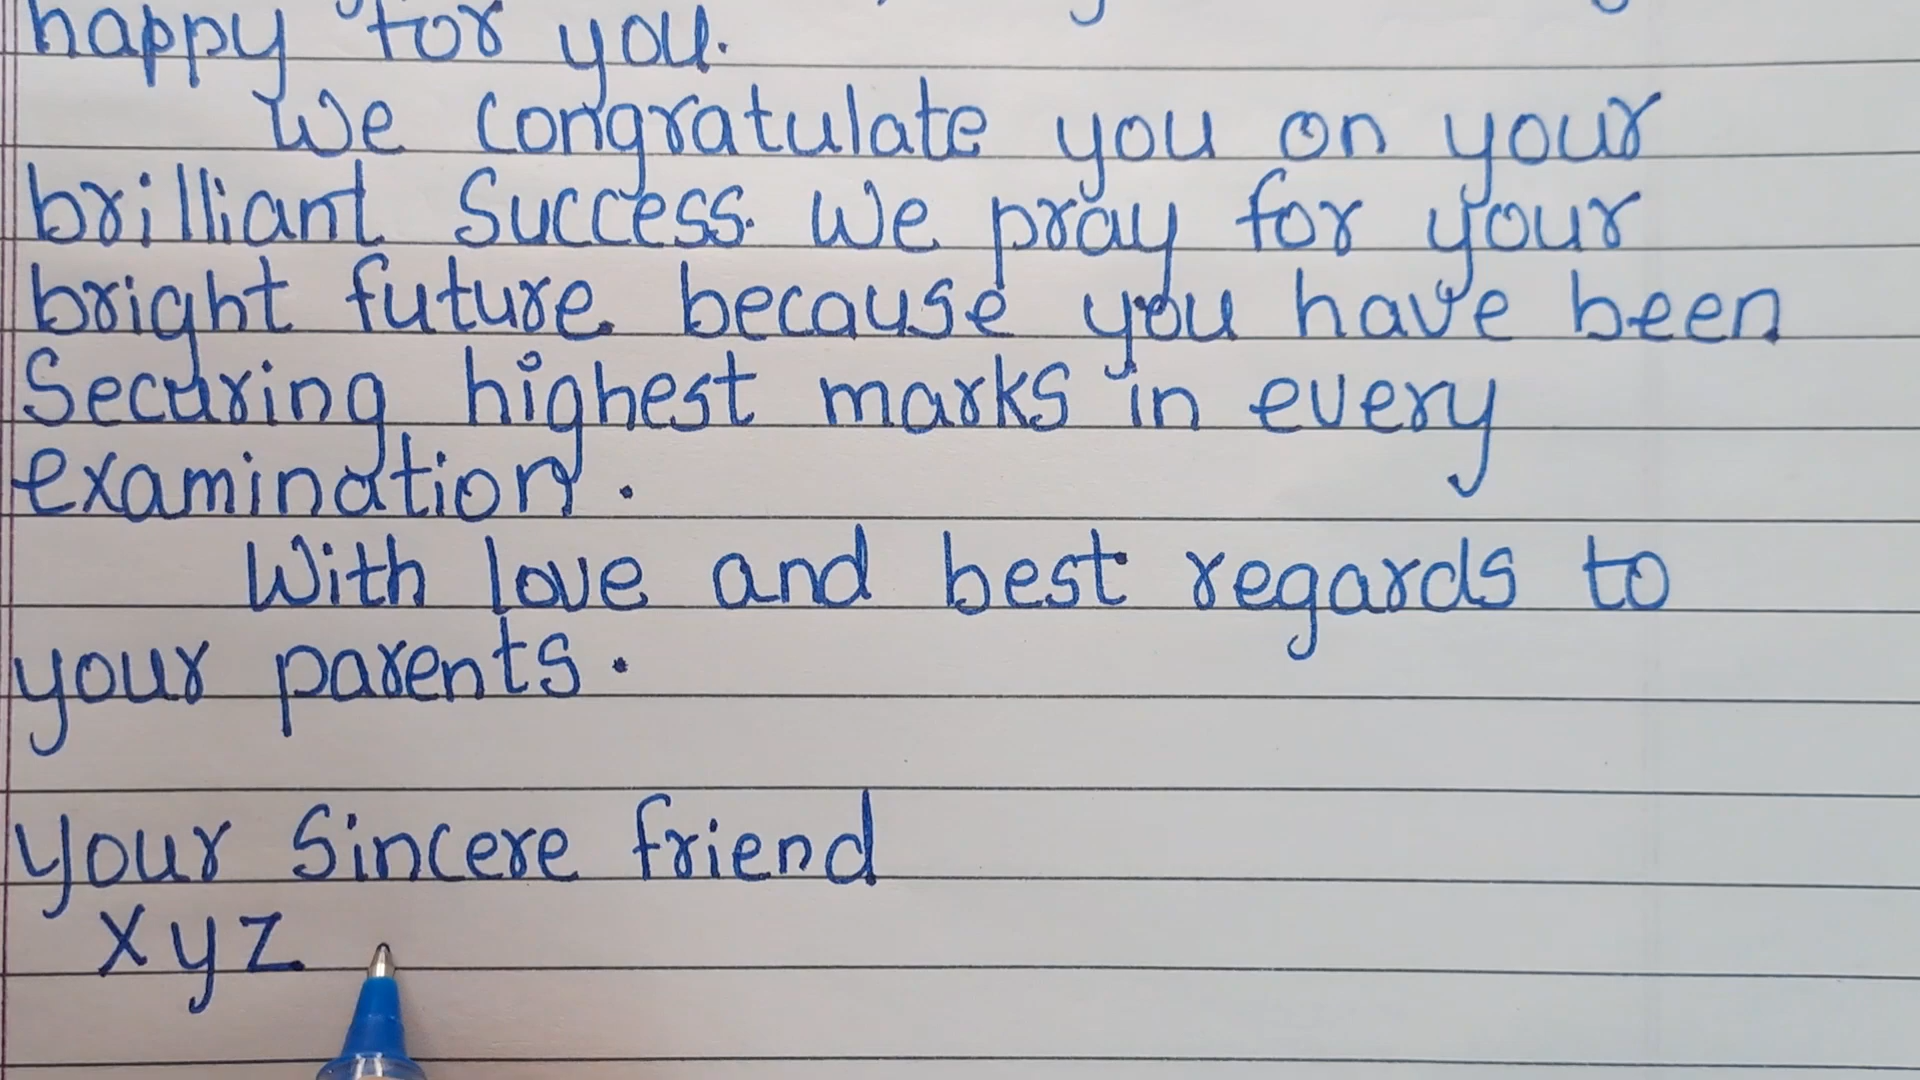 happy for you.
We congratulate you on your
brilliant Success. We pray for your
bright future because you have been
Securing highest marks in every
examination.
With love and best regards to
your parents.
your Sincere friend
xyz